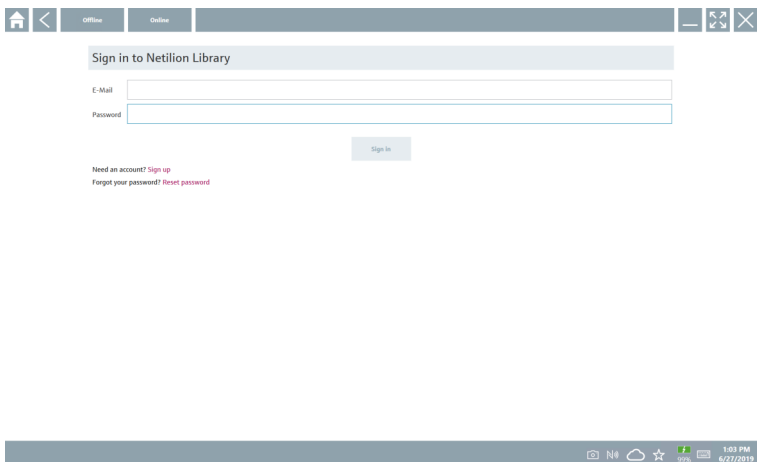 Offline
Online
Sign in to Netilion Library
E-Mail
Password
Sign in
Need an account? Sign up
Forgot your password? Reset password
99%
1:03 PM
6/27/2019